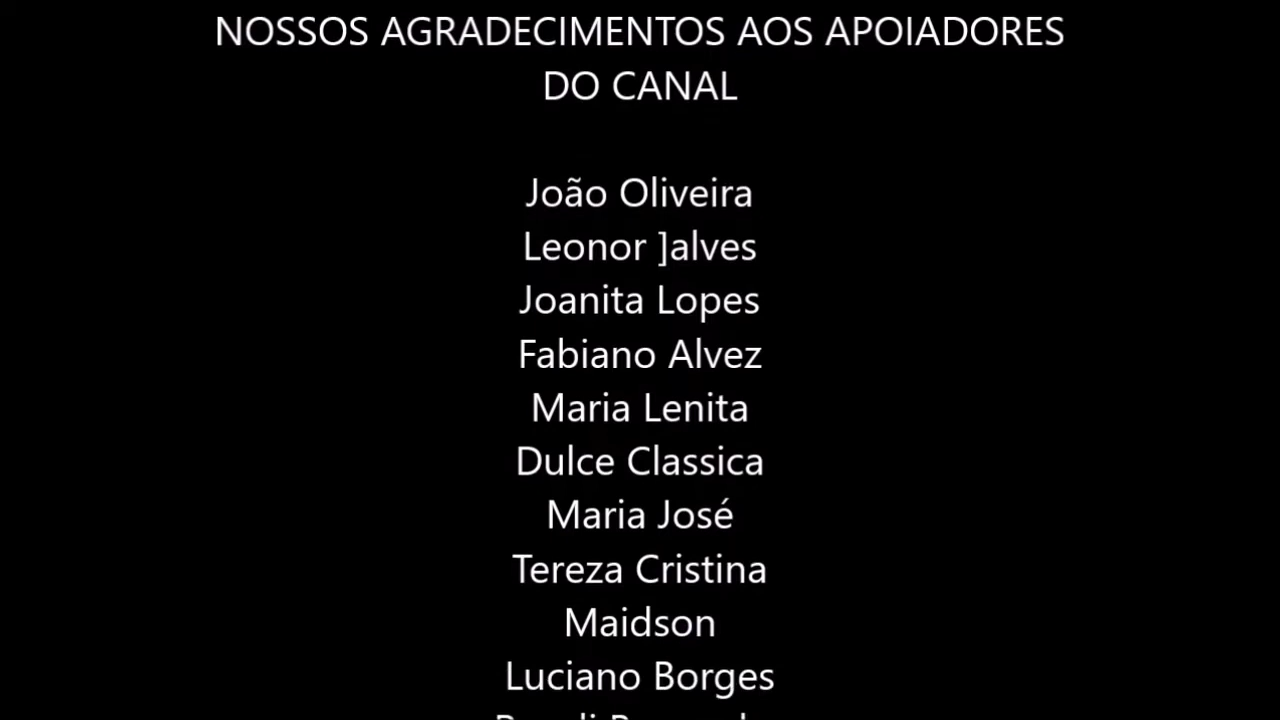 NOSSOS AGRADECIMENTOS AOS APOIADORES
DO CANAL
João Oliveira
Leonor ]alves
Joanita Lopes
Fabiano Alvez
Maria Lenita
Dulce Classica
Maria José
Tereza Cristina
Maidson
Luciano Borges